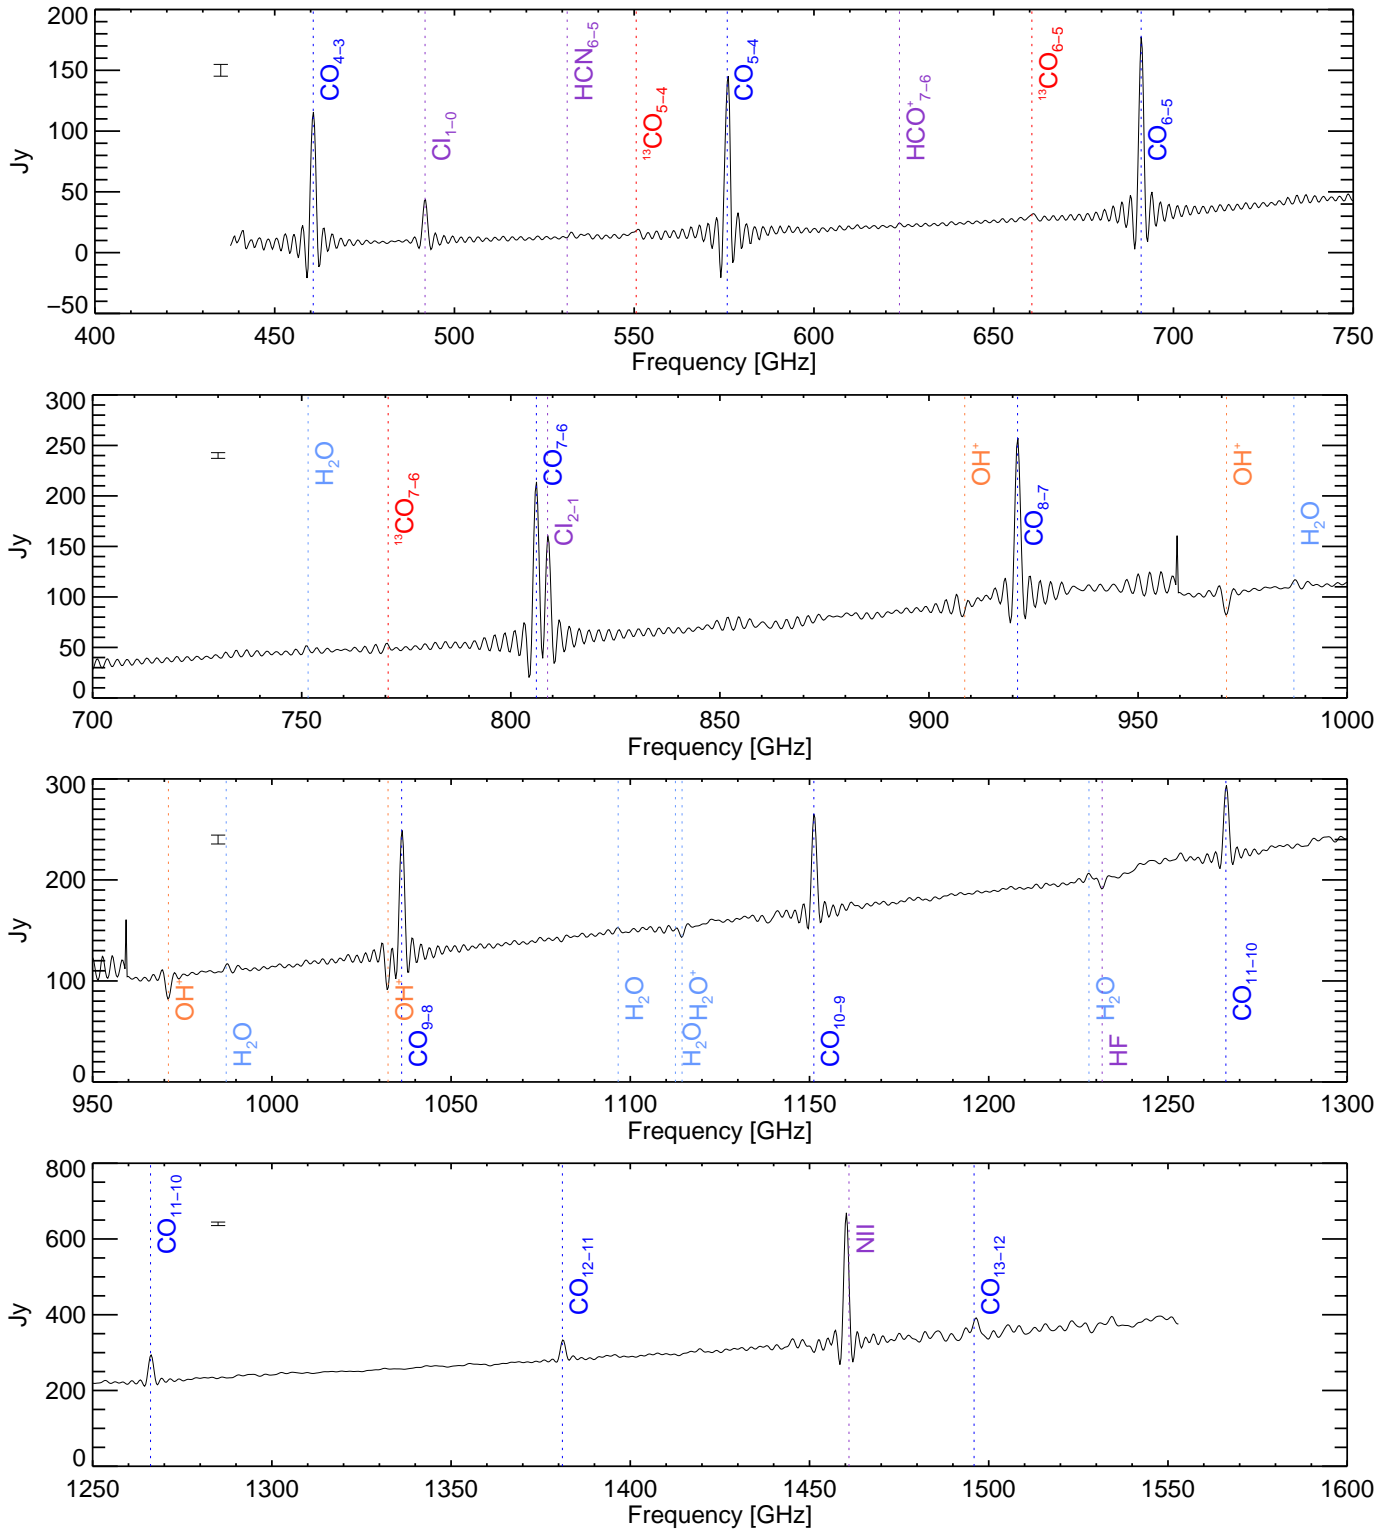 200
150
100
50
0
−50
Jy
CO4−3
CI1−0
HCN6−5
13CO5−4
CO5−4
HCO+7−6
13CO6−5
CO6−5
400 450 500 550 600 650 700 750
Frequency [GHz]
300
250
200
150
100
50
0
Jy
H2O
13CO7−6
CO7−6
CI2−1
OH+
CO8−7
OH+
H2O
700 750 800 850 900 950 1000
Frequency [GHz]
300
200
100
0
Jy
OH+
H2O
OH+
CO9−8
H2O
H2O
H2O+
CO10−9
H2O
HF
CO11−10
950 1000 1050 1100 1150 1200 1250 1300
Frequency [GHz]
800
600
400
200
0
Jy
CO11−10
CO12−11
NII
CO13−12
1250 1300 1350 1400 1450 1500 1550 1600
Frequency [GHz]